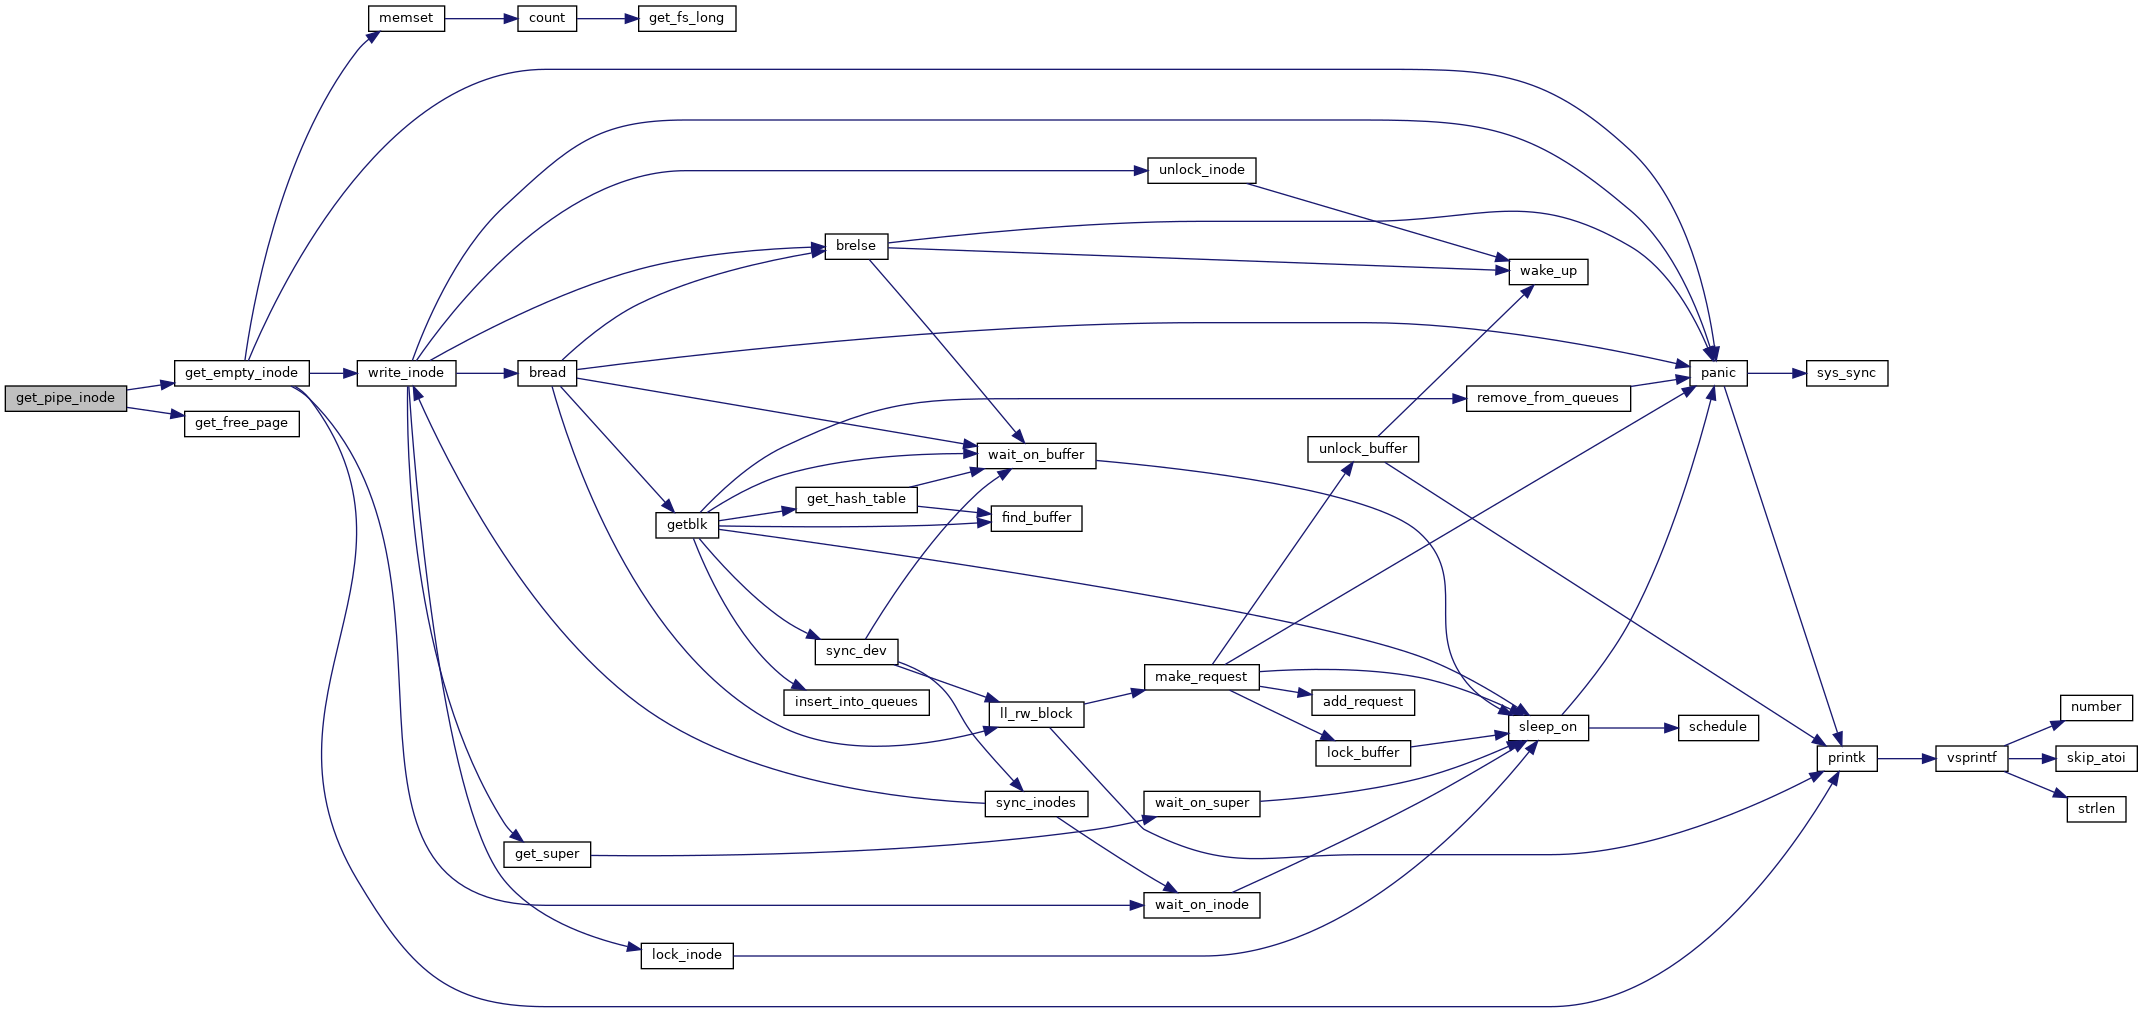 memset
count
get_fs_long
unlock_inode
brelse
wake_up
get_empty_inode
write_inode
bread
panic
sys_sync
get_pipe_inode
remove_from_queues
get_free_page
unlock_buffer
wait_on_buffer
get_hash_table
find_buffer
getblk
sync_dev
make_request
insert_into_queues
add_request
number
ll_rw_block
sleep_on
schedule
lock_buffer
printk
vsprintf
skip_atoi
sync_inodes
wait_on_super
strlen
get_super
wait_on_inode
lock_inode